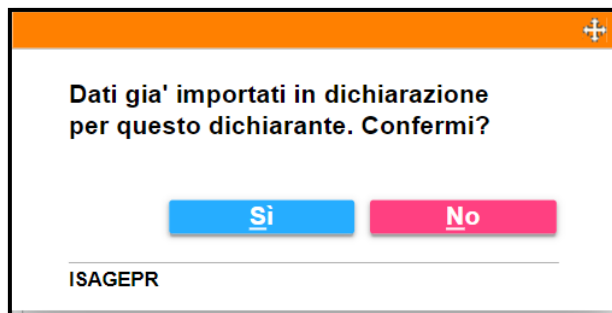 Dati gia' importati in dichiarazione
per questo dichiarante. Confermi?
Sì No
ISAGEPR